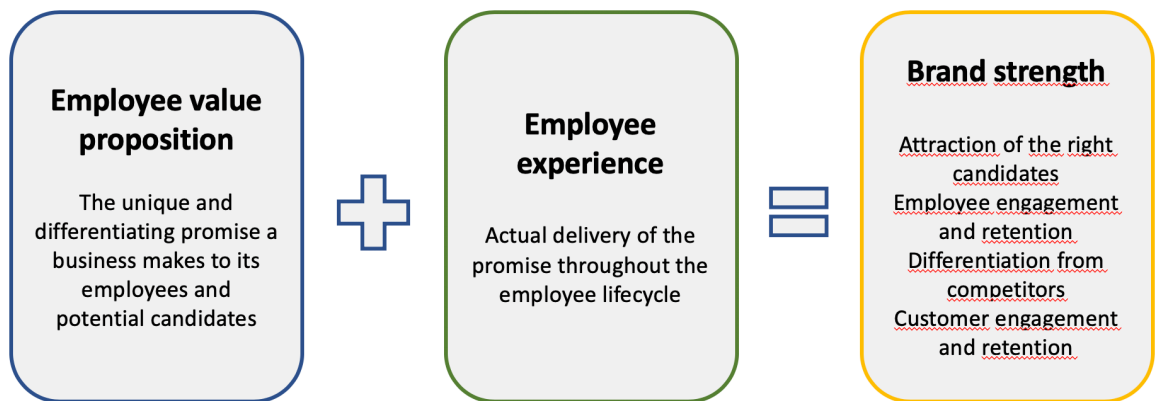 Employee value
proposition
The unique and
differentiating promise a
business makes to its
employees and
potential candidates
Employee
experience
Actual delivery of the
promise throughout the
employee lifecycle
Brand strength
Attraction of the right
candidates
Employee engagement
and retention
Differentiation from
competitors
Customer engagement
and retention